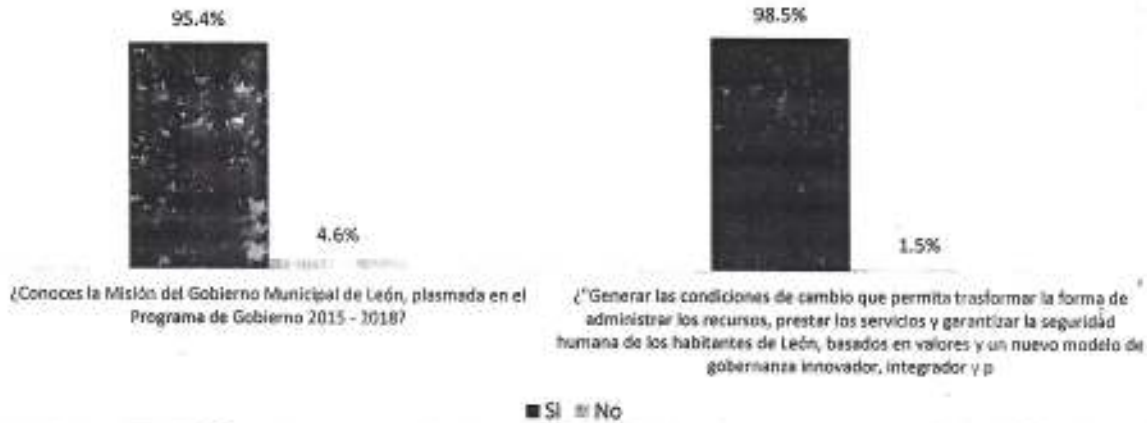 95.4%
4.6%
¿Conoces la Misión del Gobierno Municipal de León, plasmada en el
Programa de Gobierno 2015 - 2018?
98.5%
1.5%
¿"Generar las condiciones de cambio que permita trasformar la forma de
administrar los recursos, prestar los servicios y garantizar la seguridad
humana de los habitantes de León, basados en valores y un nuevo modelo de
gobernanza innovador, integrador y p
Si No